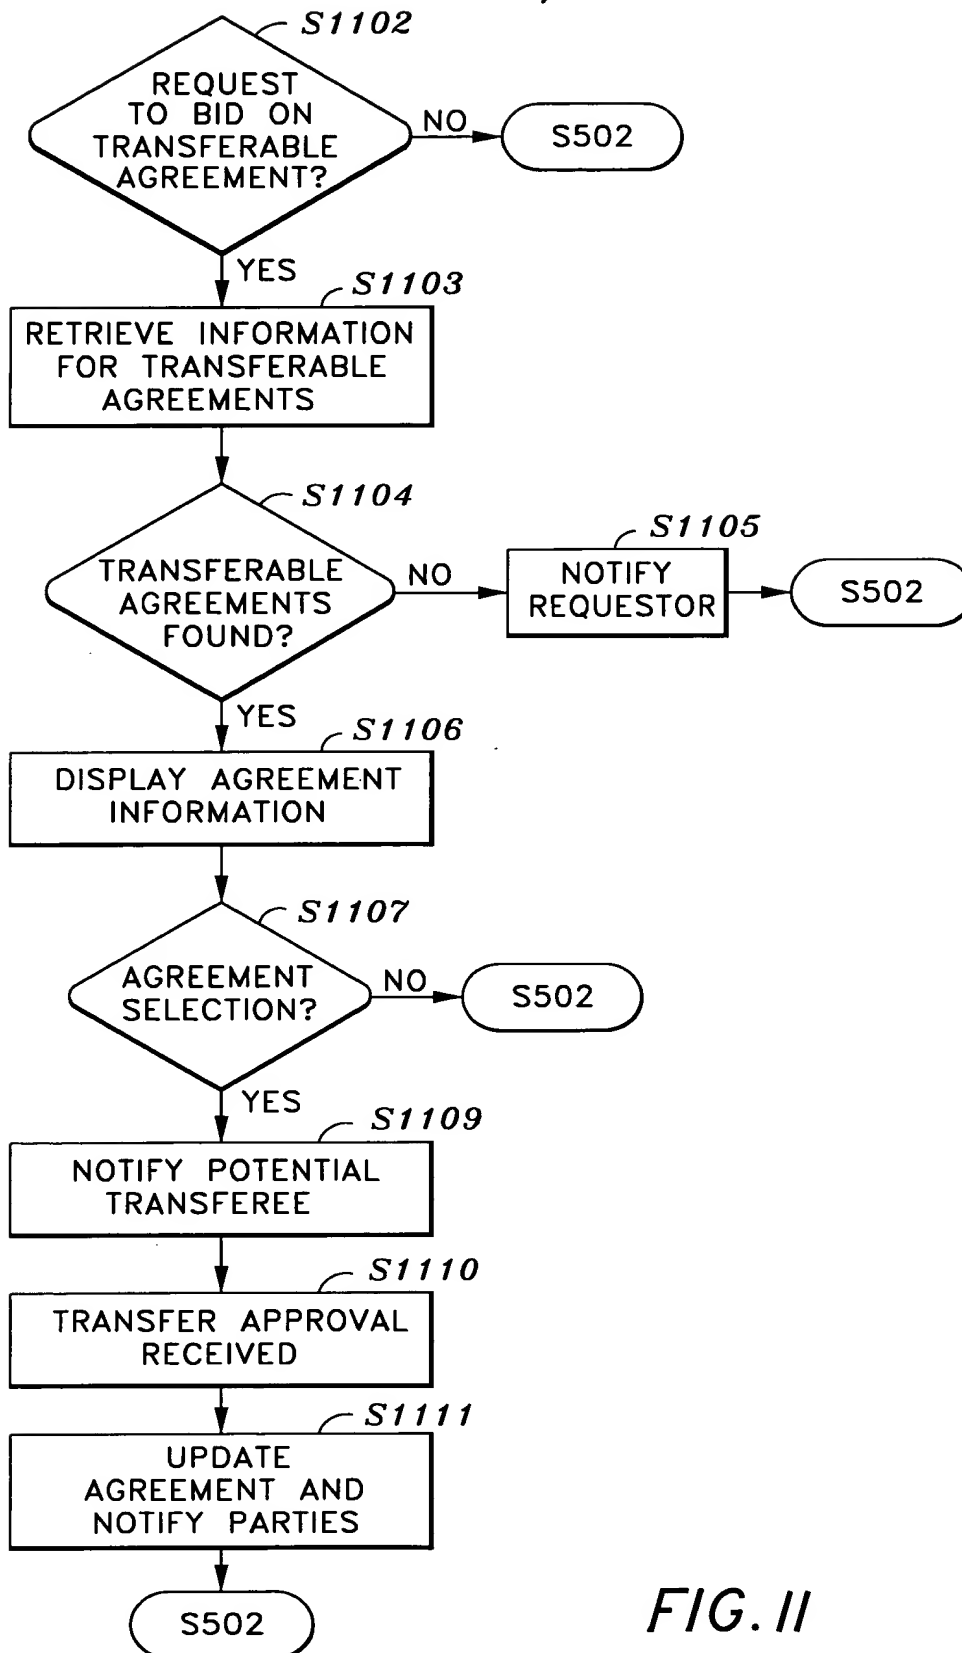 S1102
REQUEST
TO BID ON
TRANSFERABLE
AGREEMENT?
NO
S502
YES
S1103
RETRIEVE INFORMATION
FOR TRANSFERABLE
AGREEMENTS
S1104
TRANSFERABLE
AGREEMENTS
FOUND?
NO
S1105
NOTIFY
REQUESTOR
S502
YES
S1106
DISPLAY AGREEMENT
INFORMATION
S1107
AGREEMENT
SELECTION?
NO
S502
YES
S1109
NOTIFY POTENTIAL
TRANSFEREE
S1110
TRANSFER APPROVAL
RECEIVED
S1111
UPDATE
AGREEMENT AND
NOTIFY PARTIES
S502
FIG. 11